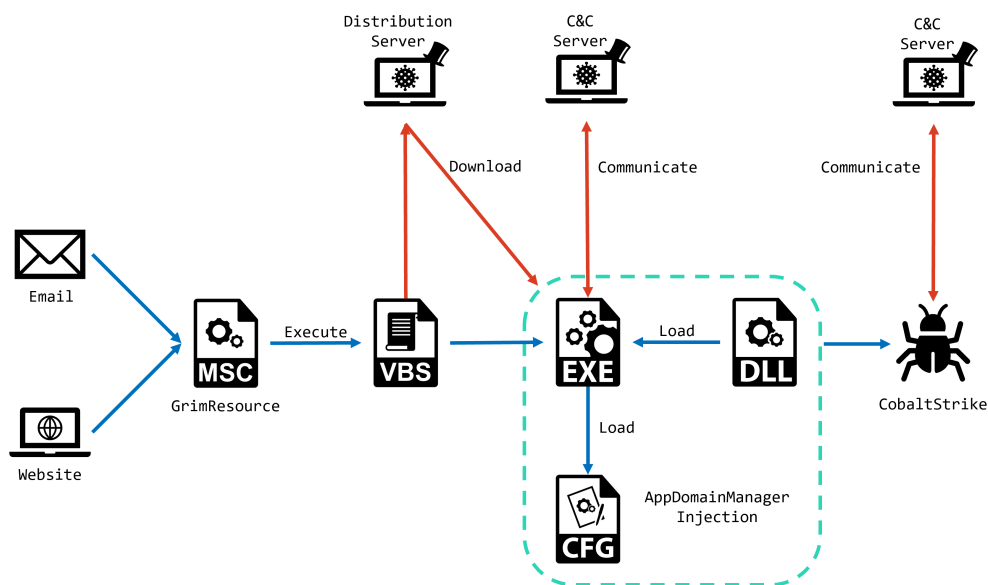 Distribution
Server
C&C
Server
C&C
Server
Download
Communicate
Communicate
Email
Execute
Load
MSC
VBS
EXE
DLL
GrimResource
CobaltStrike
Load
Website
AppDomainManager
Injection
CFG